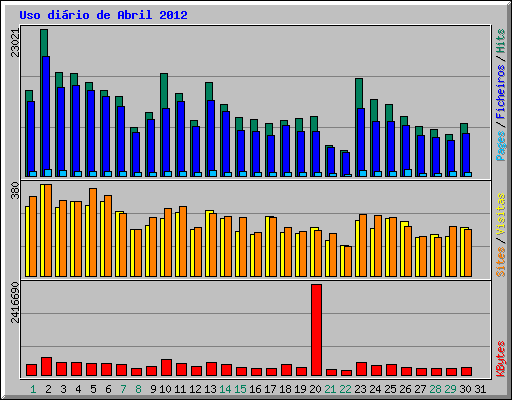 Uso diário de Abril 2012
23021
Pages / Ficheiros / Hits
380
Sites / Visitas
2416690
KBytes
1 2 3 4 5 6 7 8 9 10 11 12 13 14 15 16 17 18 19 20 21 22 23 24 25 26 27 28 29 30 31